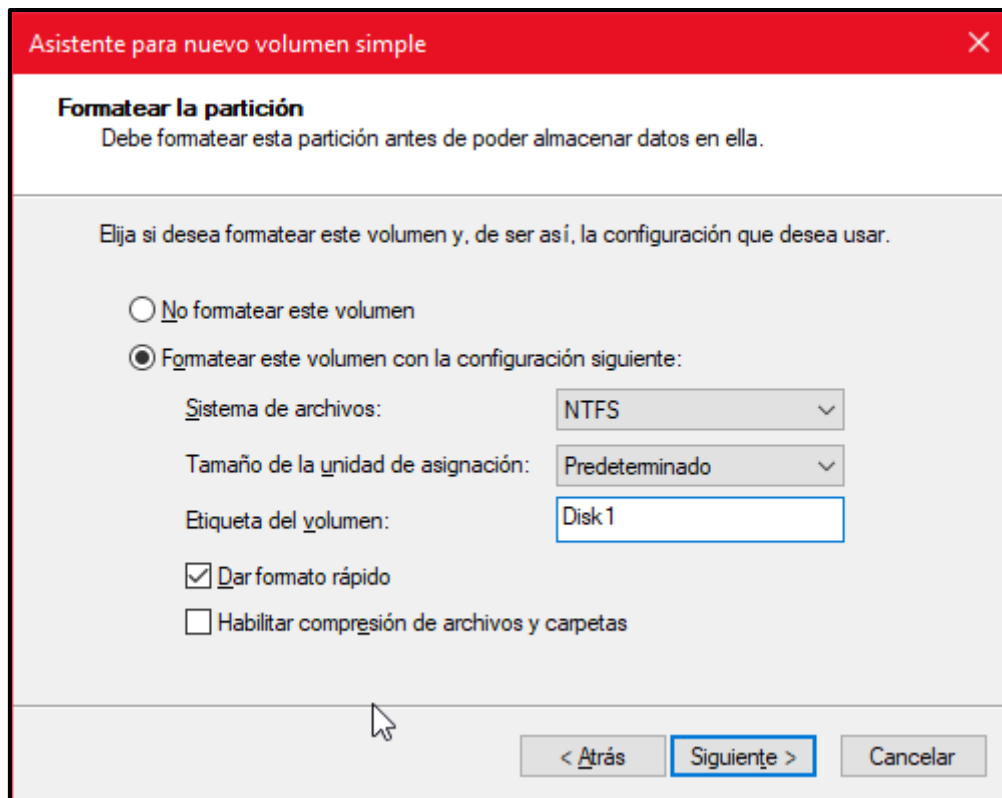 Asistente para nuevo volumen simple
Formatear la partición
Debe formatear esta partición antes de poder almacenar datos en ella.
Elija si desea formatear este volumen y, de ser así, la configuración que desea usar.
No formatear este volumen
Formatear este volumen con la configuración siguiente:
Sistema de archivos: NTFS
Tamaño de la unidad de asignación: Predeterminado
Etiqueta del volumen: Disk1
Dar formato rápido
Habilitar compresión de archivos y carpetas
< Atrás Siguiente > Cancelar